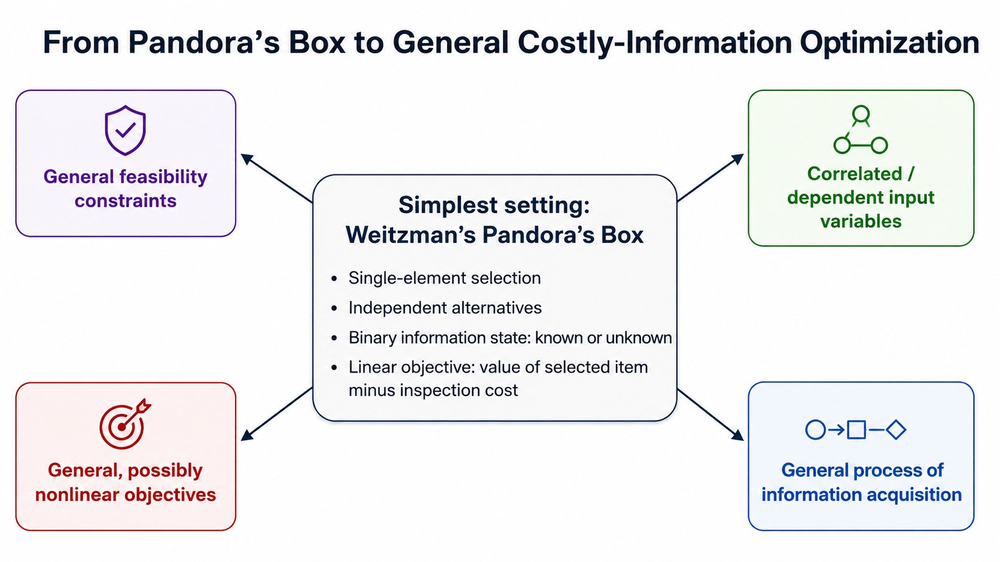 From Pandora’s Box to General Costly-Information Optimization
General feasibility
constraints
Correlated /
dependent input
variables
Simplest setting:
Weitzman’s Pandora’s Box
• Single-element selection
• Independent alternatives
• Binary information state: known or unknown
• Linear objective: value of selected item
minus inspection cost
General, possibly
nonlinear objectives
General process of
information acquisition